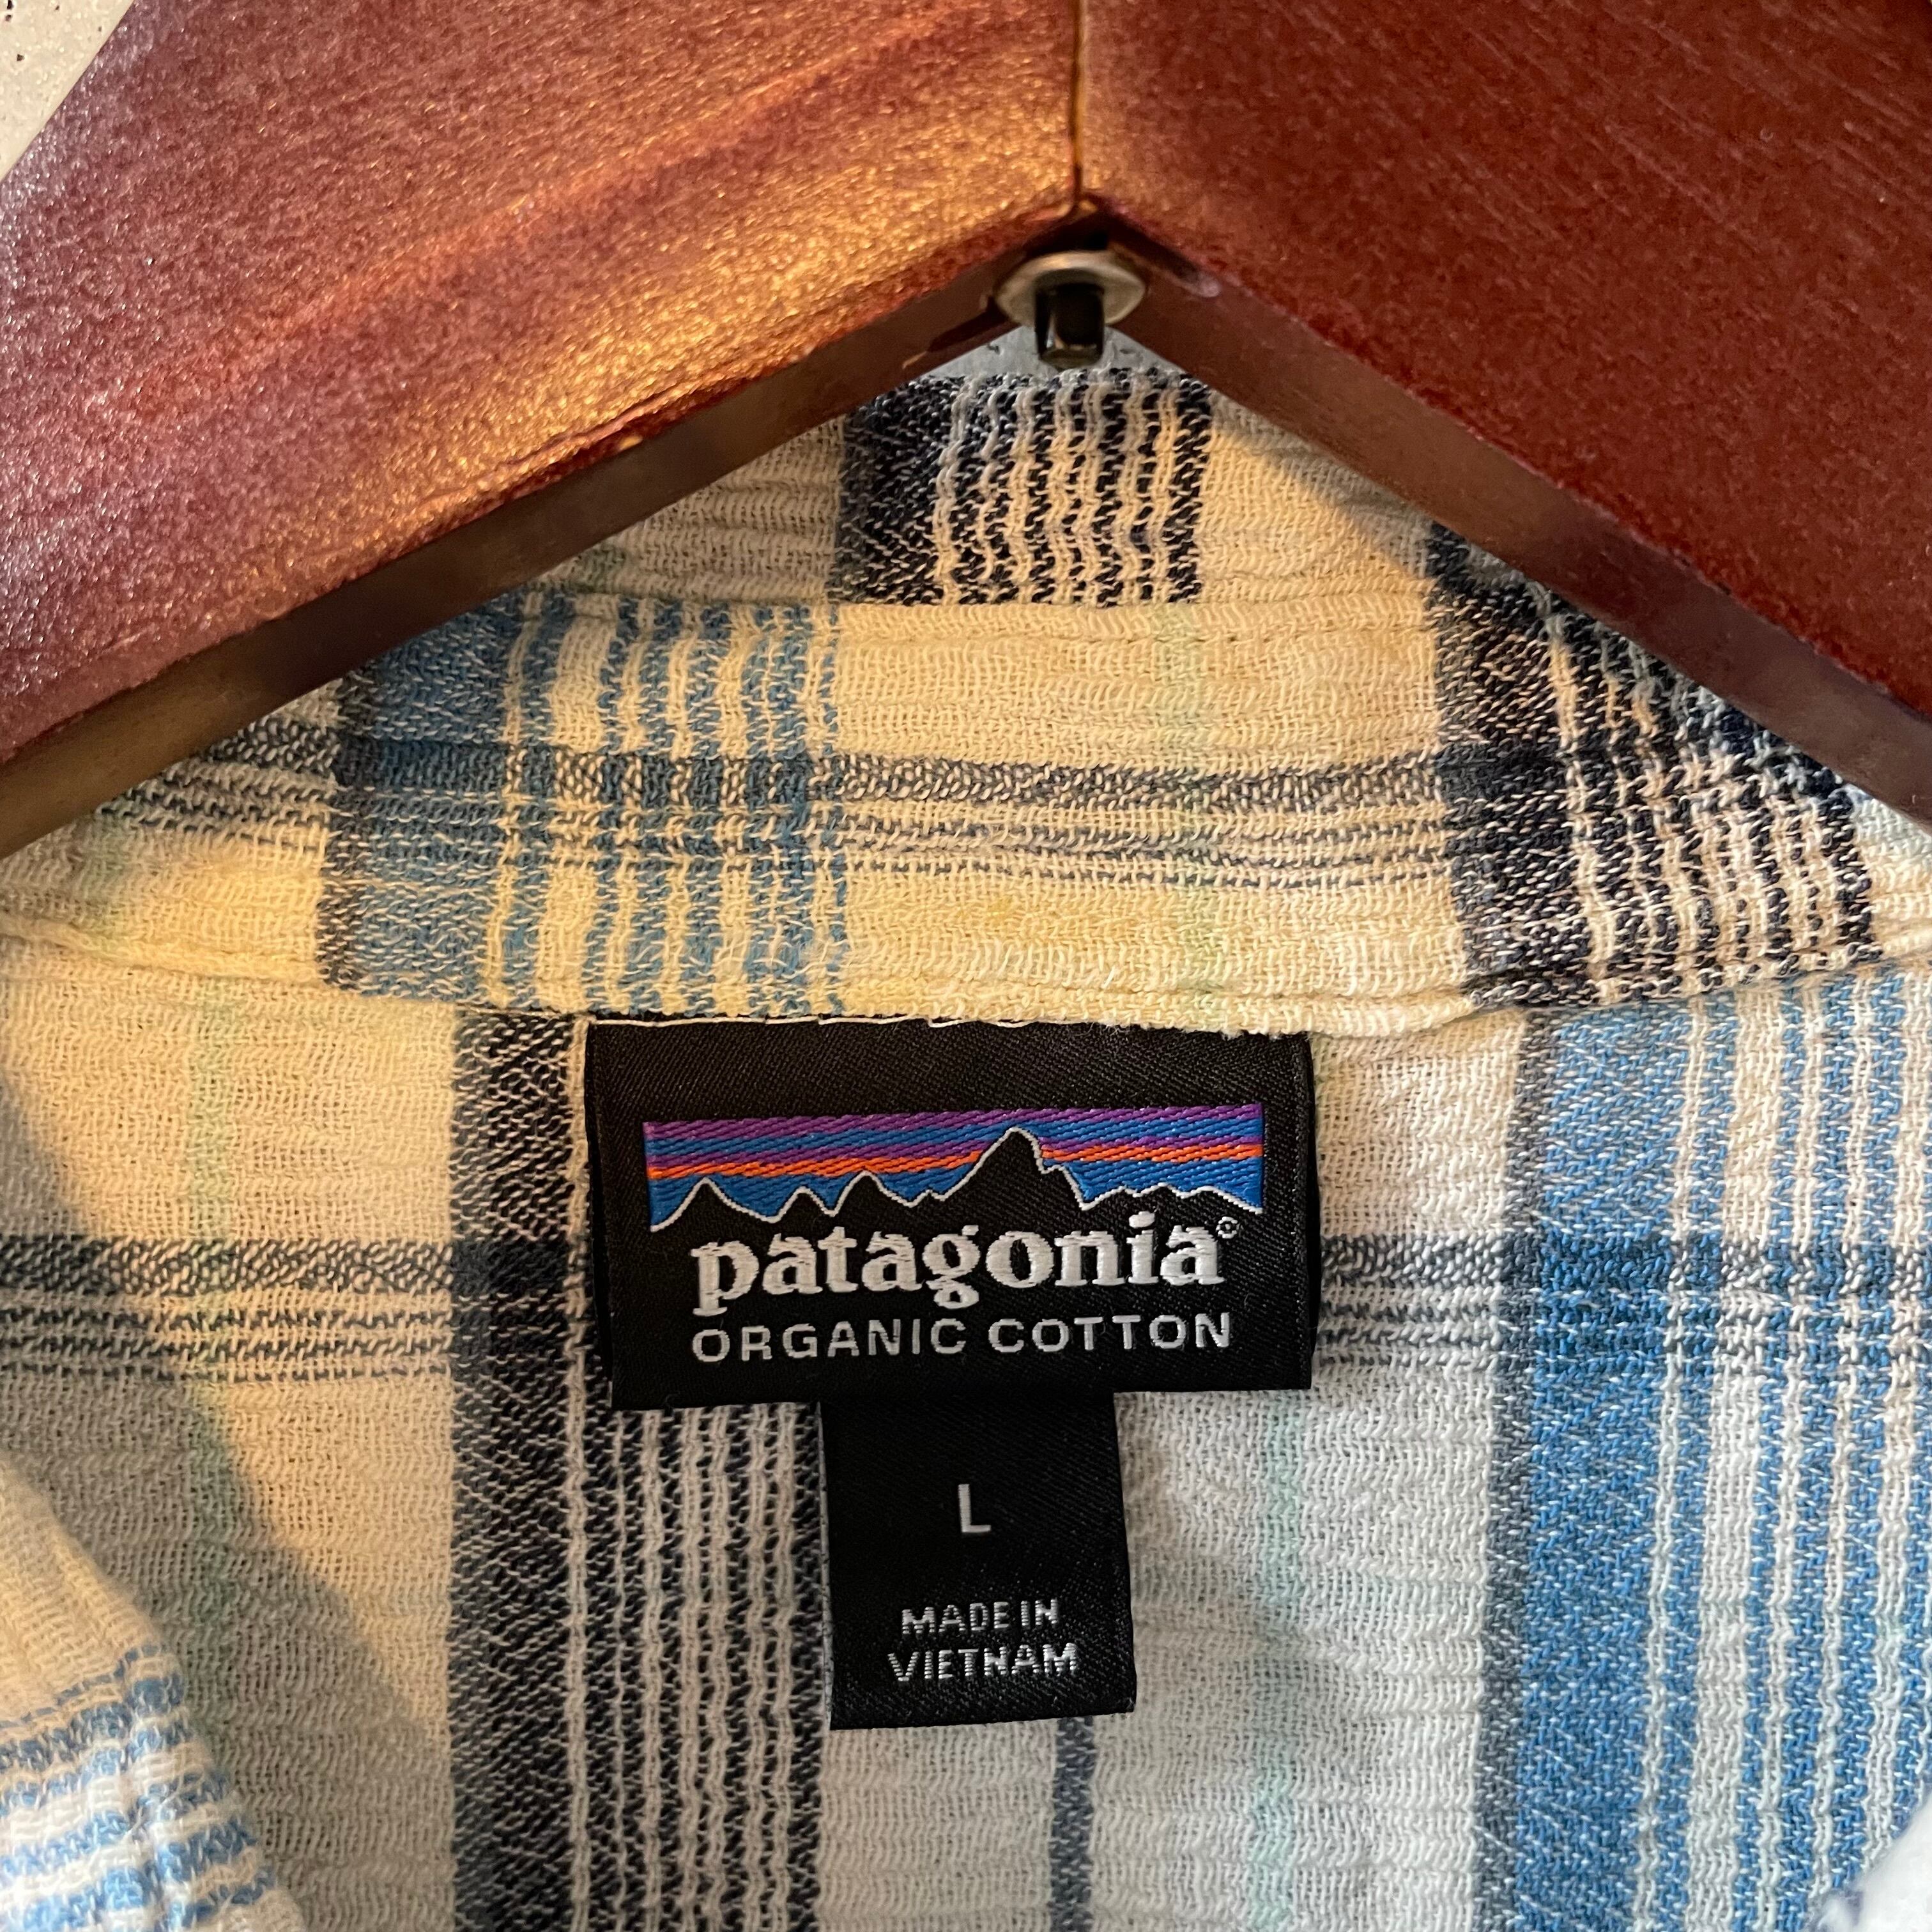 patagonia®
ORGANIC COTTON
L
MADE IN
VIETNAM